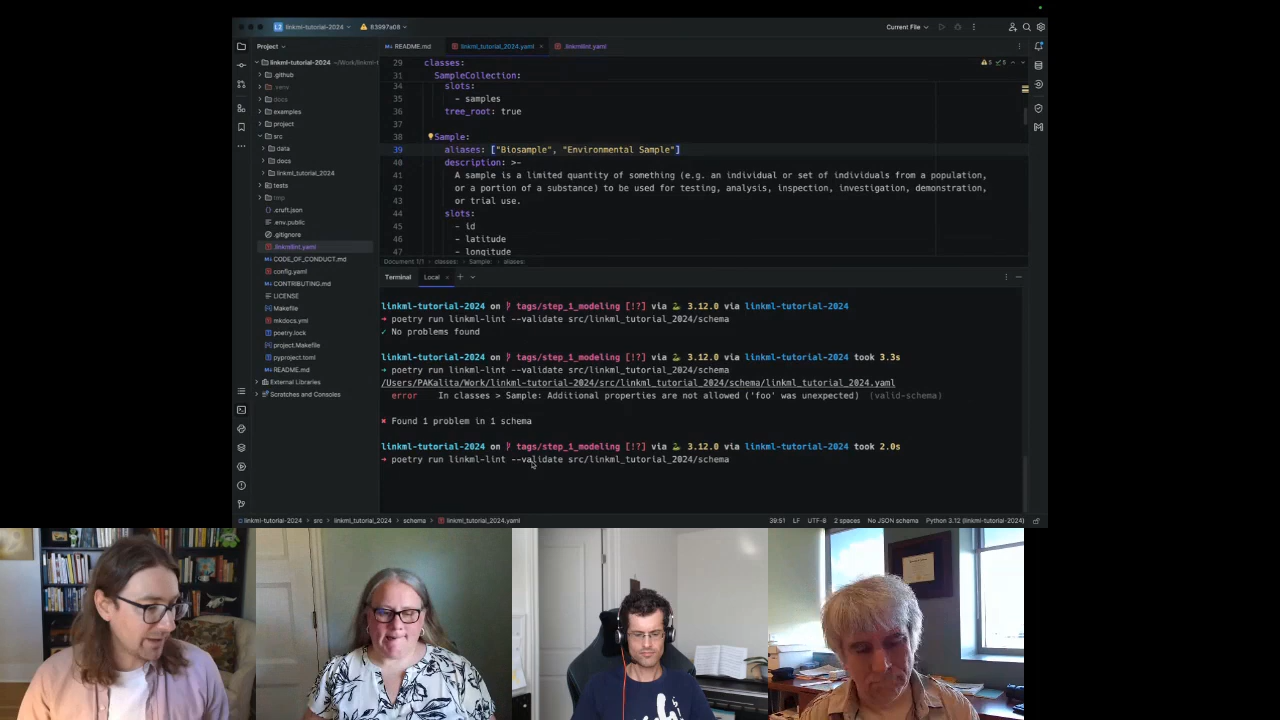 linkml-tutorial-2024
83997a08
Current File
Project
README.md
linkml_tutorial_2024.yaml
.linkmllint.yaml
linkml-tutorial-2024 ~/Work/linkml-t
.github
.venv
docs
examples
project
src
data
docs
linkml_tutorial_2024
tests
tmp
.cruft.json
.env.public
.gitignore
.linkmllint.yaml
CODE_OF_CONDUCT.md
config.yaml
CONTRIBUTING.md
LICENSE
Makefile
mkdocs.yml
poetry.lock
project.Makefile
pyproject.toml
README.md
External Libraries
Scratches and Consoles
29 classes:
31 SampleCollection:
34 slots:
35 - samples
36 tree_root: true
37
38 Sample:
39 aliases: ["Biosample", "Environmental Sample"]
40 description: >-
41 A sample is a limited quantity of something (e.g. an individual or set of individuals from a population,
42 or a portion of a substance) to be used for testing, analysis, inspection, investigation, demonstration,
43 or trial use.
44 slots:
45 - id
46 - latitude
47 - longitude
5 5
Document 1/1 classes: Sample: aliases:
Terminal Local
linkml-tutorial-2024 on tags/step_1_modeling [!?] via 3.12.0 via linkml-tutorial-2024
➜ poetry run linkml-lint --validate src/linkml_tutorial_2024/schema
✓ No problems found
linkml-tutorial-2024 on tags/step_1_modeling [!?] via 3.12.0 via linkml-tutorial-2024 took 3.3s
➜ poetry run linkml-lint --validate src/linkml_tutorial_2024/schema
/Users/PAKalita/Work/linkml-tutorial-2024/src/linkml_tutorial_2024/schema/linkml_tutorial_2024.yaml
error In classes > Sample: Additional properties are not allowed ('foo' was unexpected) (valid-schema)
✖ Found 1 problem in 1 schema
linkml-tutorial-2024 on tags/step_1_modeling [!?] via 3.12.0 via linkml-tutorial-2024 took 2.0s
➜ poetry run linkml-lint --validate src/linkml_tutorial_2024/schema
linkml-tutorial-2024 > src > linkml_tutorial_2024 > schema > linkml_tutorial_2024.yaml
39:51 LF UTF-8 2 spaces No JSON schema Python 3.12 (linkml-tutorial-2024)